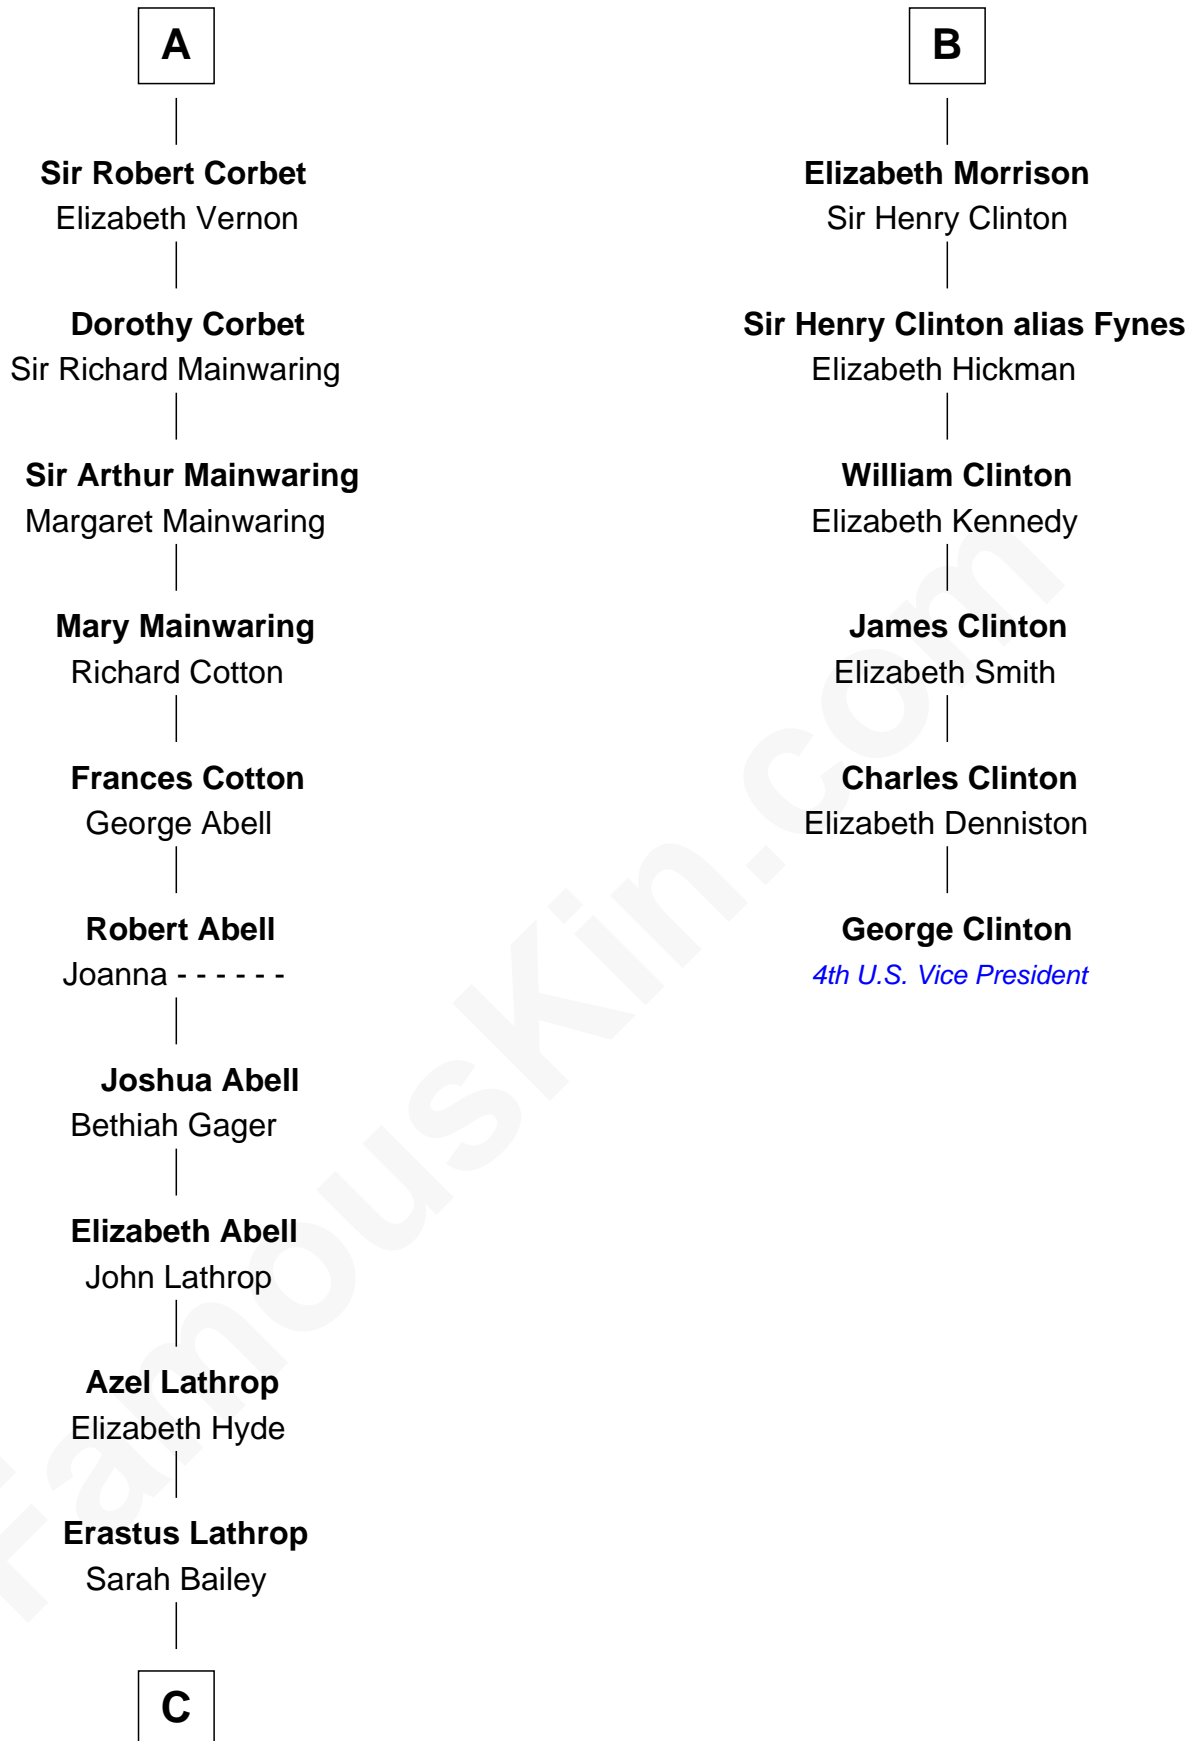 A
Sir Robert Corbet
Elizabeth Vernon
Dorothy Corbet
Sir Richard Mainwaring
Sir Arthur Mainwaring
Margaret Mainwaring
Mary Mainwaring
Richard Cotton
Frances Cotton
George Abell
Robert Abell
Joanna - - - - - -
Joshua Abell
Bethiah Gager
Elizabeth Abell
John Lathrop
Azel Lathrop
Elizabeth Hyde
Erastus Lathrop
Sarah Bailey
C
B
Elizabeth Morrison
Sir Henry Clinton
Sir Henry Clinton alias Fynes
Elizabeth Hickman
William Clinton
Elizabeth Kennedy
James Clinton
Elizabeth Smith
Charles Clinton
Elizabeth Denniston
George Clinton
4th U.S. Vice President
FamousKin.com